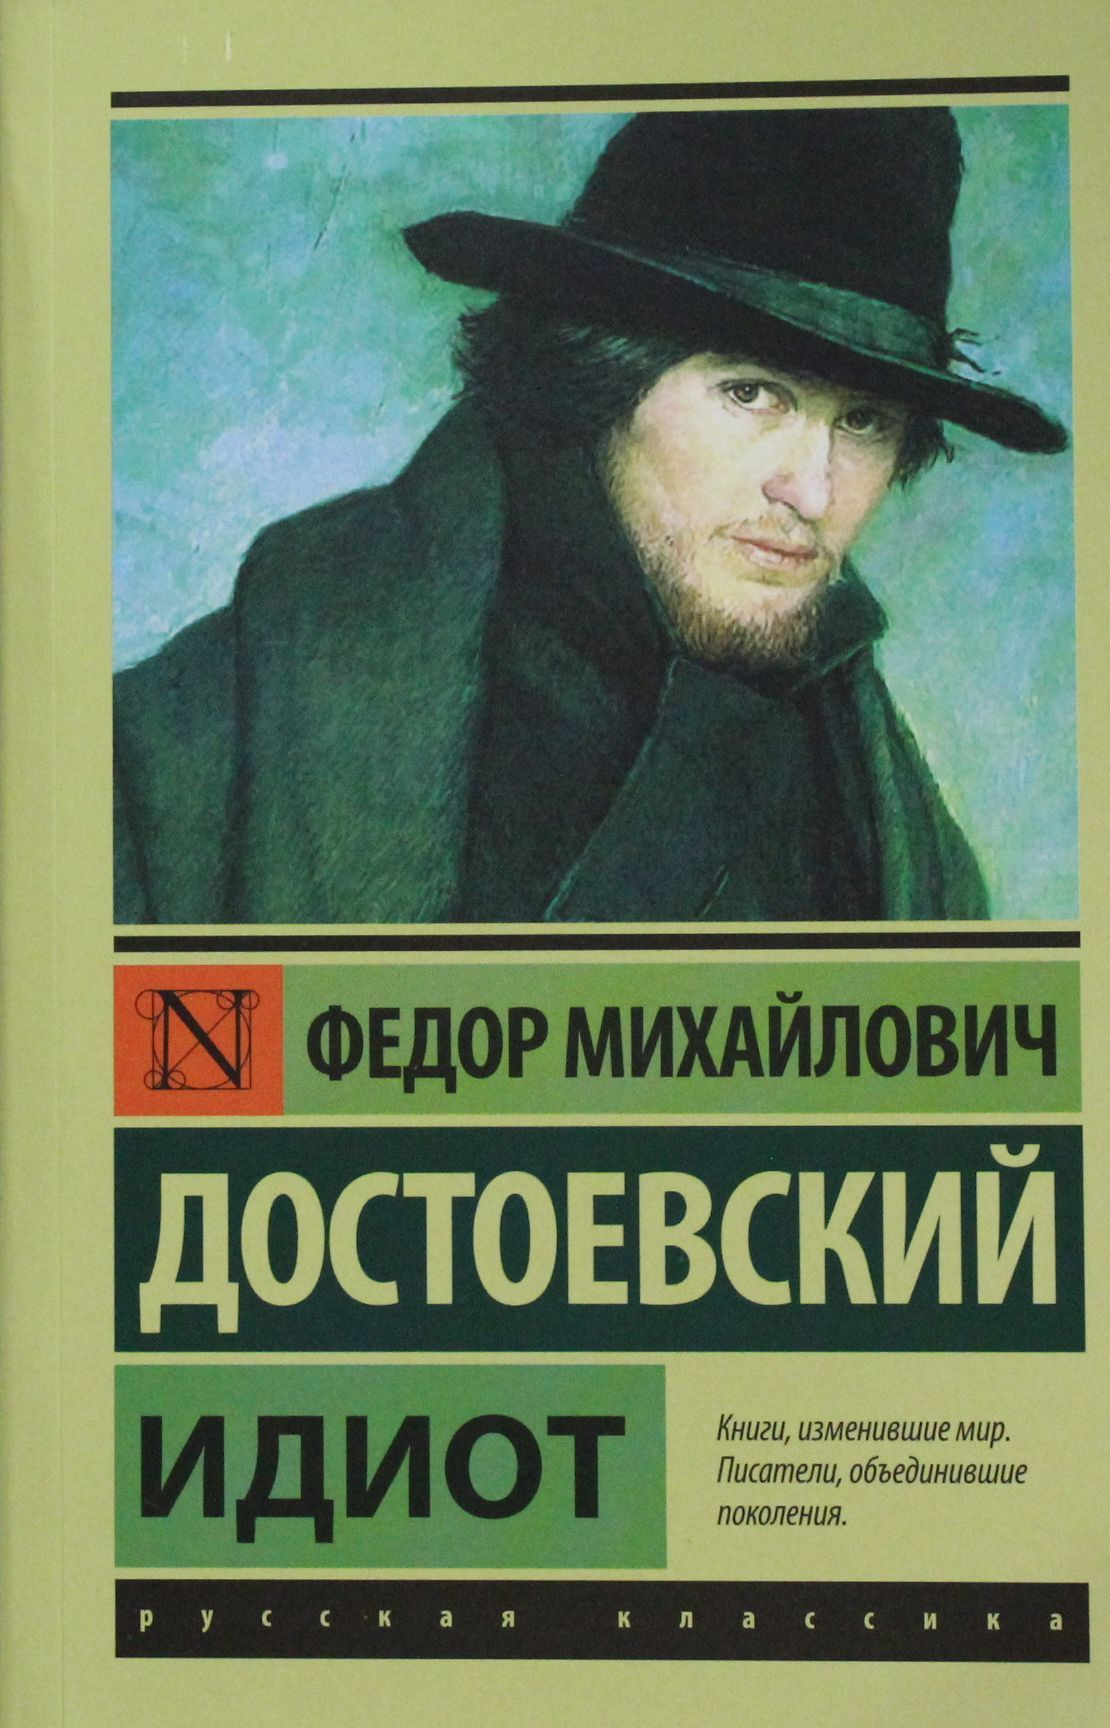 N
ФЕДОР МИХАЙЛОВИЧ
ДОСТОЕВСКИЙ
ИДИОТ
Книги, изменившие мир.
Писатели, объединившие
поколения.
русская классика